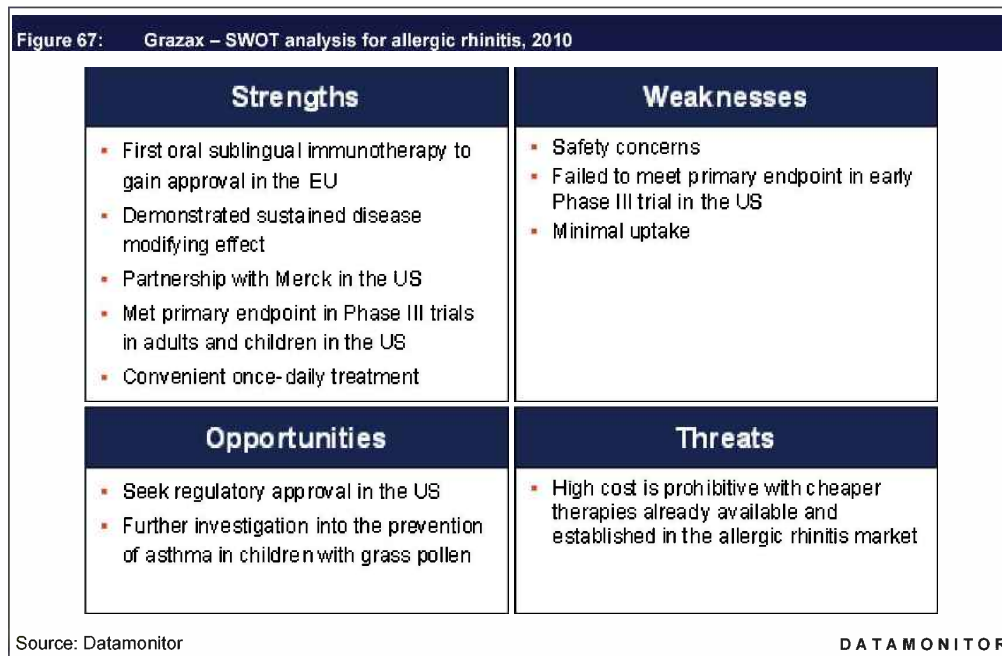 Figure 67: Grazax – SWOT analysis for allergic rhinitis, 2010
Strengths
▪ First oral sublingual immunotherapy to
gain approval in the EU
▪ Demonstrated sustained disease
modifying effect
▪ Partnership with Merck in the US
▪ Met primary endpoint in Phase III trials
in adults and children in the US
▪ Convenient once-daily treatment
Weaknesses
▪ Safety concerns
▪ Failed to meet primary endpoint in early
Phase III trial in the US
▪ Minimal uptake
Opportunities
▪ Seek regulatory approval in the US
▪ Further investigation into the prevention
of asthma in children with grass pollen
Threats
▪ High cost is prohibitive with cheaper
therapies already available and
established in the allergic rhinitis market
Source: Datamonitor
DATAMONITOR